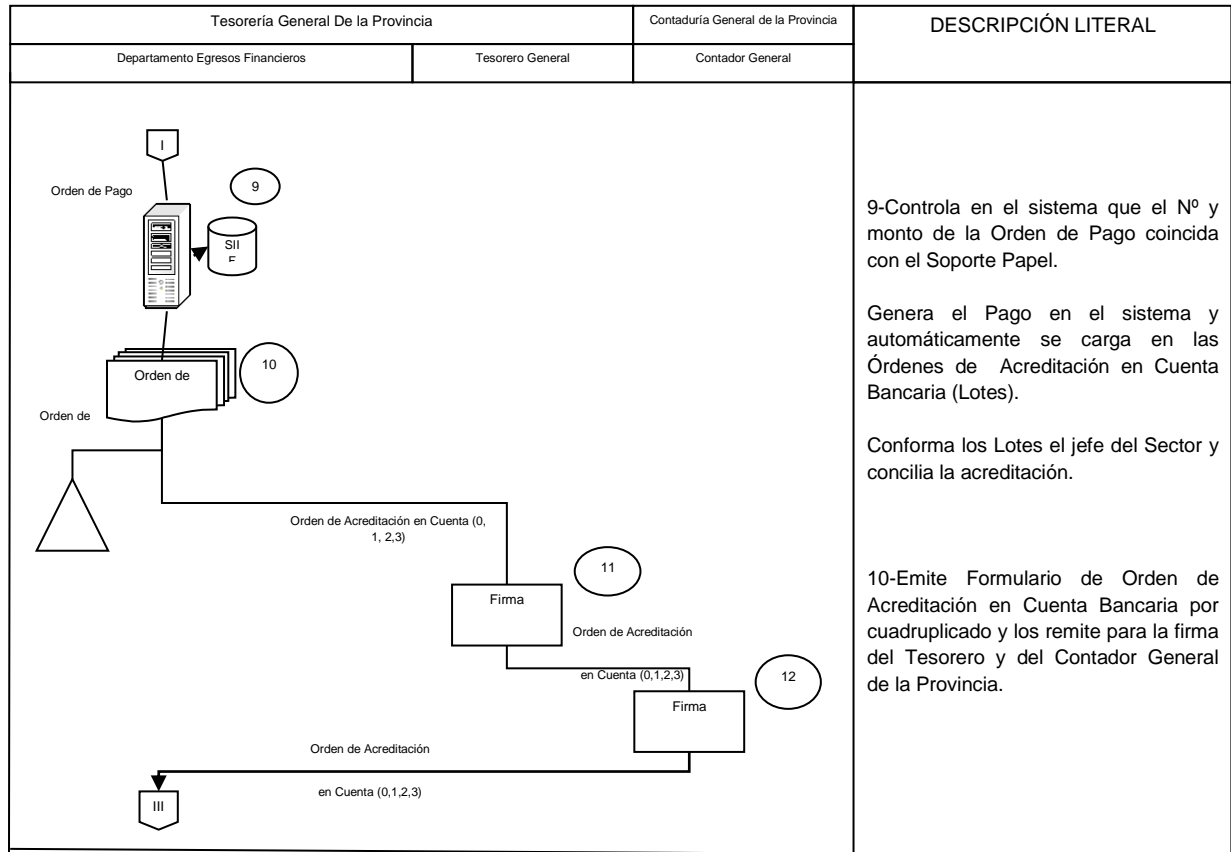 Tesorería General De la Provincia
Contaduría General de la Provincia
DESCRIPCIÓN LITERAL
Departamento Egresos Financieros
Tesorero General
Contador General
I
Orden de Pago
9
SII
F
10
Orden de
Orden de
Orden de Acreditación en Cuenta (0,
1, 2,3)
11
Firma
Orden de Acreditación
en Cuenta (0,1,2,3)
12
Firma
Orden de Acreditación
en Cuenta (0,1,2,3)
III
9-Controla en el sistema que el Nº y
monto de la Orden de Pago coincida
con el Soporte Papel.
Genera el Pago en el sistema y
automáticamente se carga en las
Órdenes de Acreditación en Cuenta
Bancaria (Lotes).
Conforma los Lotes el jefe del Sector y
concilia la acreditación.
10-Emite Formulario de Orden de
Acreditación en Cuenta Bancaria por
cuadruplicado y los remite para la firma
del Tesorero y del Contador General
de la Provincia.